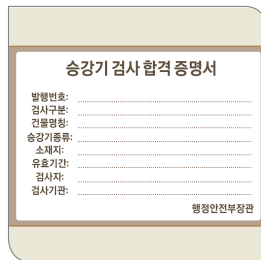 승강기 검사 합격 증명서
발행번호:
검사구분:
건물명칭:
승강기종류:
소재지:
유효기간:
검사자:
검사기관:
행정안전부장관